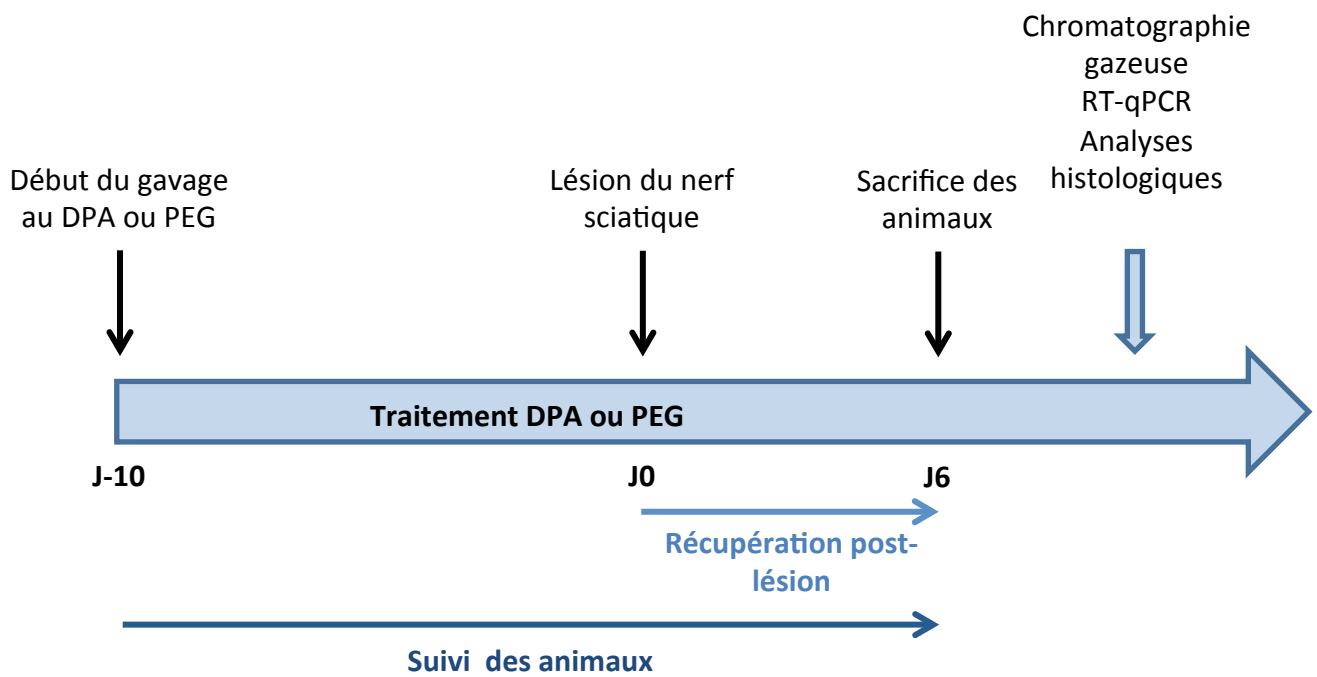 Chromatographie
gazeuse
RT-qPCR
Analyses
histologiques
Début du gavage
au DPA ou PEG
Lésion du nerf
sciatique
Sacrifice des
animaux
Traitement DPA ou PEG
J-10
J0
J6
Récupération post-
lésion
Suivi des animaux